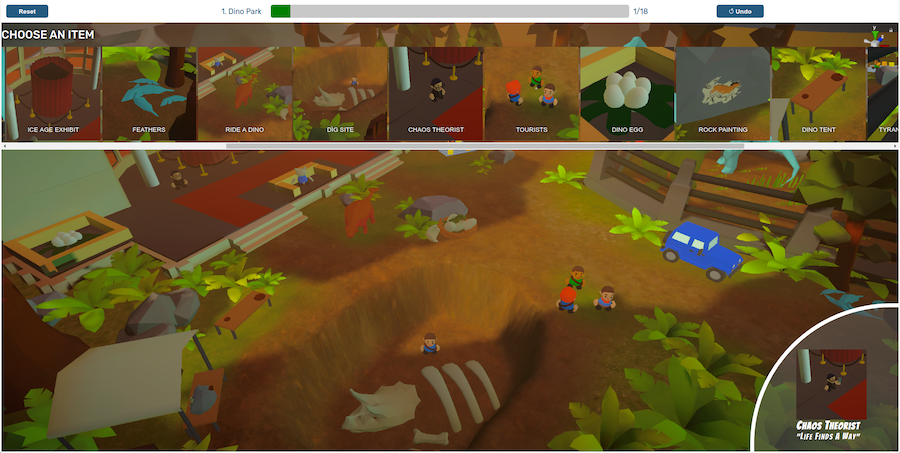 Reset
1. Dino Park
1/18
Undo
CHOOSE AN ITEM
y
ICE AGE EXHIBIT
FEATHERS
RIDE A DINO
DIG SITE
CHAOS THEORIST
TOURISTS
DINO EGG
ROCK PAINTING
DINO TENT
TYRAN
CHAOS THEORIST
"LIFE FINDS A WAY"